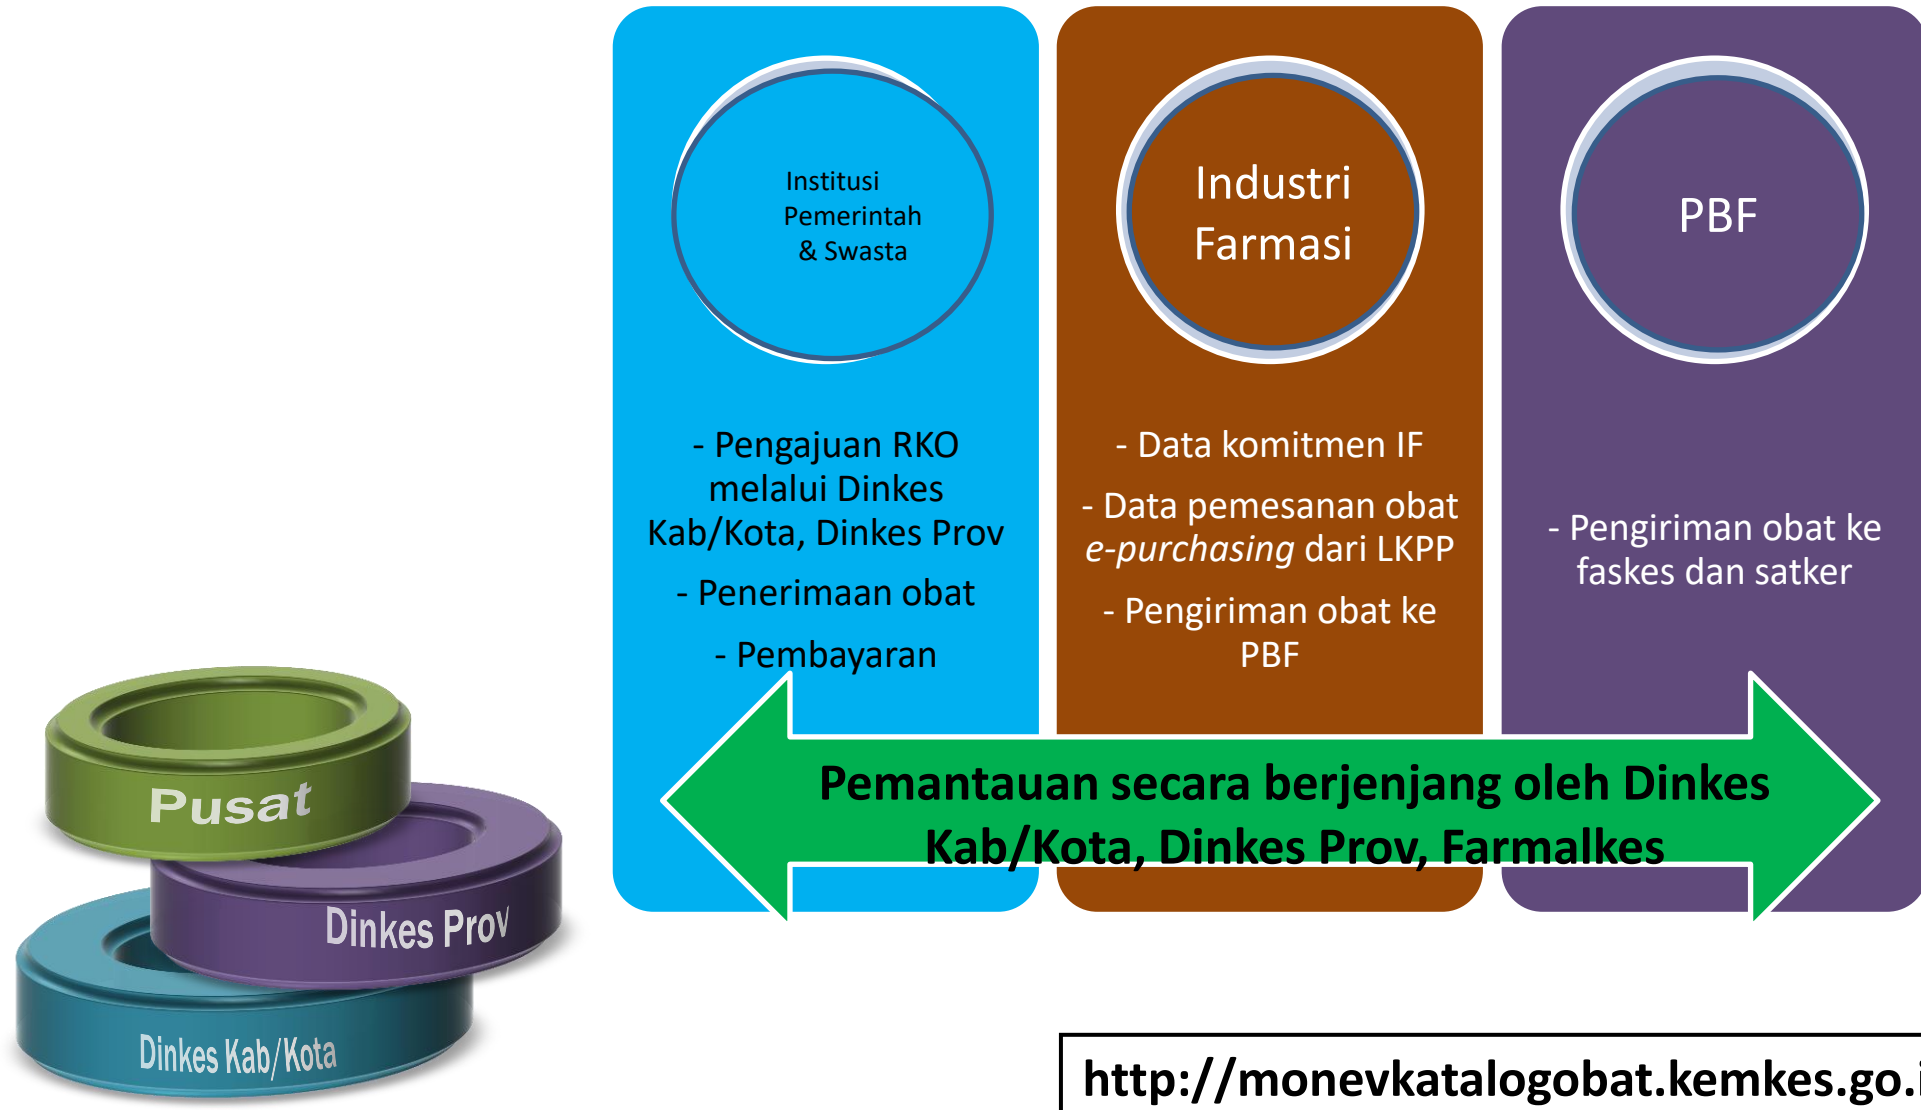 Institusi
Pemerintah
& Swasta
- Pengajuan RKO
melalui Dinkes
Kab/Kota, Dinkes Prov
- Penerimaan obat
- Pembayaran
Industri
Farmasi
- Data komitmen IF
- Data pemesanan obat
e-purchasing dari LKPP
- Pengiriman obat ke
PBF
PBF
- Pengiriman obat ke
faskes dan satker
Pemantauan secara berjenjang oleh Dinkes
Kab/Kota, Dinkes Prov, Farmalkes
Pusat
Dinkes Prov
Dinkes Kab/Kota
http://monevkatalogobat.kemkes.go.i